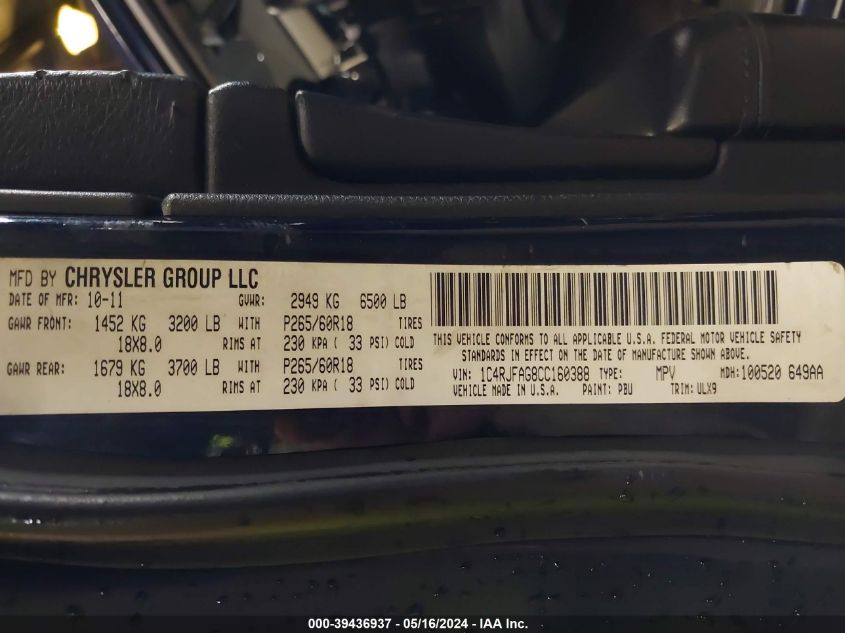 MFD BY CHRYSLER GROUP LLC
DATE OF MFR: 10-11 GVWR: 2949 KG 6500 LB
GAWR FRONT: 1452 KG 3200 LB WITH P265/60R18 TIRES
18X8.0 RIMS AT 230 KPA ( 33 PSI) COLD
GAWR REAR: 1679 KG 3700 LB WITH P265/60R18 TIRES
18X8.0 RIMS AT 230 KPA ( 33 PSI) COLD
THIS VEHICLE CONFORMS TO ALL APPLICABLE U.S.A. FEDERAL MOTOR VEHICLE SAFETY
STANDARDS IN EFFECT ON THE DATE OF MANUFACTURE SHOWN ABOVE.
VIN: 1C4RJFAG8CC160388 TYPE: MPV MDH: 100520 649AA
VEHICLE MADE IN U.S.A. PAINT: PBU TRIM: ULX9
000-39436937 - 05/16/2024 - IAA Inc.